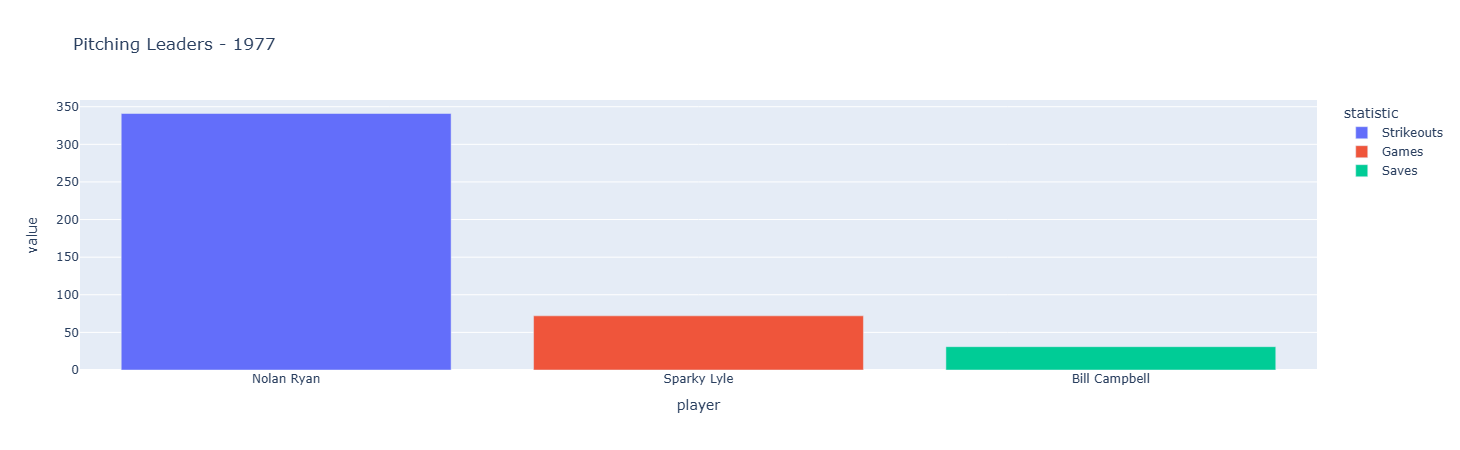 Pitching Leaders - 1977
350
300
250
200
150
100
50
0
value
Nolan Ryan
Sparky Lyle
Bill Campbell
player
statistic
Strikeouts
Games
Saves